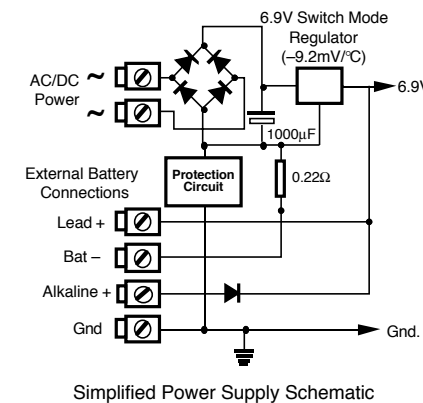 6.9V Switch Mode
Regulator
(–9.2mV/°C)
AC/DC
Power
~
~
6.9V
1000µF
External Battery
Connections
Protection
Circuit
0.22Ω
Lead +
Bat –
Alkaline +
Gnd
Gnd.
Simplified Power Supply Schematic